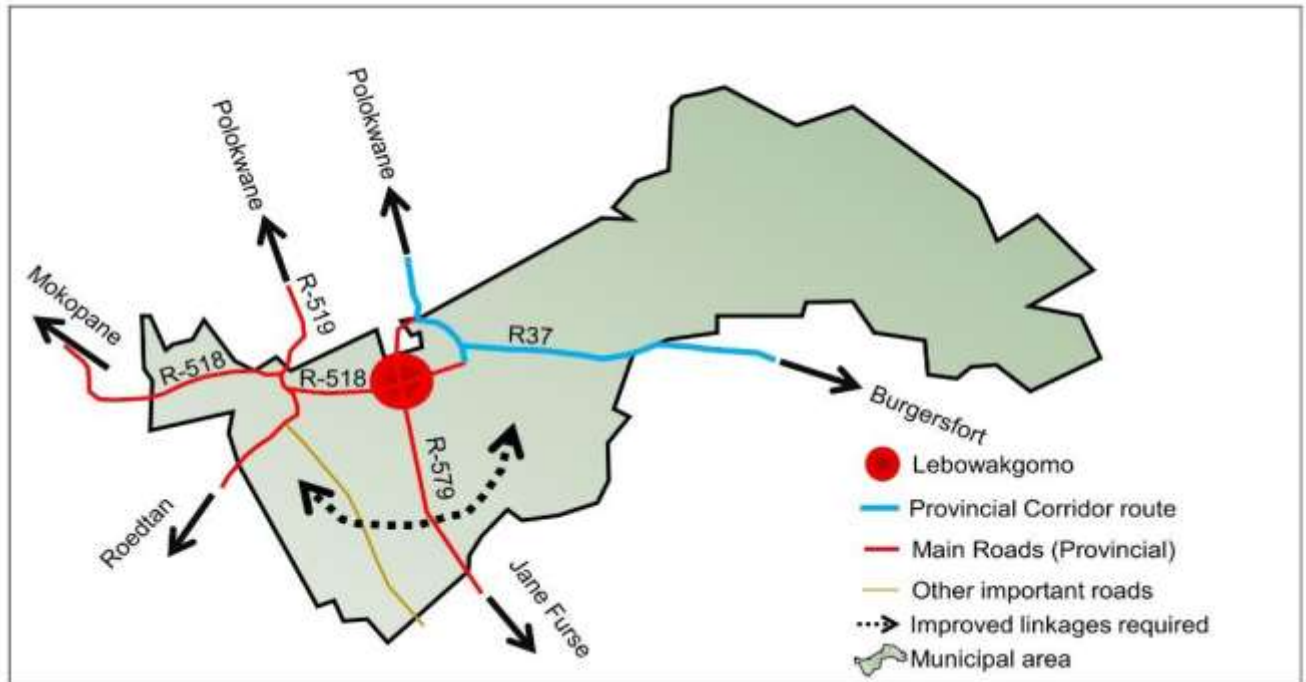 Polokwane
Polokwane
Mokopane
R-519
R-518
R-518
R37
Burgersfort
R-579
Roedtan
Jane Furse
Lebowakgomo
Provincial Corridor route
Main Roads (Provincial)
Other important roads
Improved linkages required
Municipal area